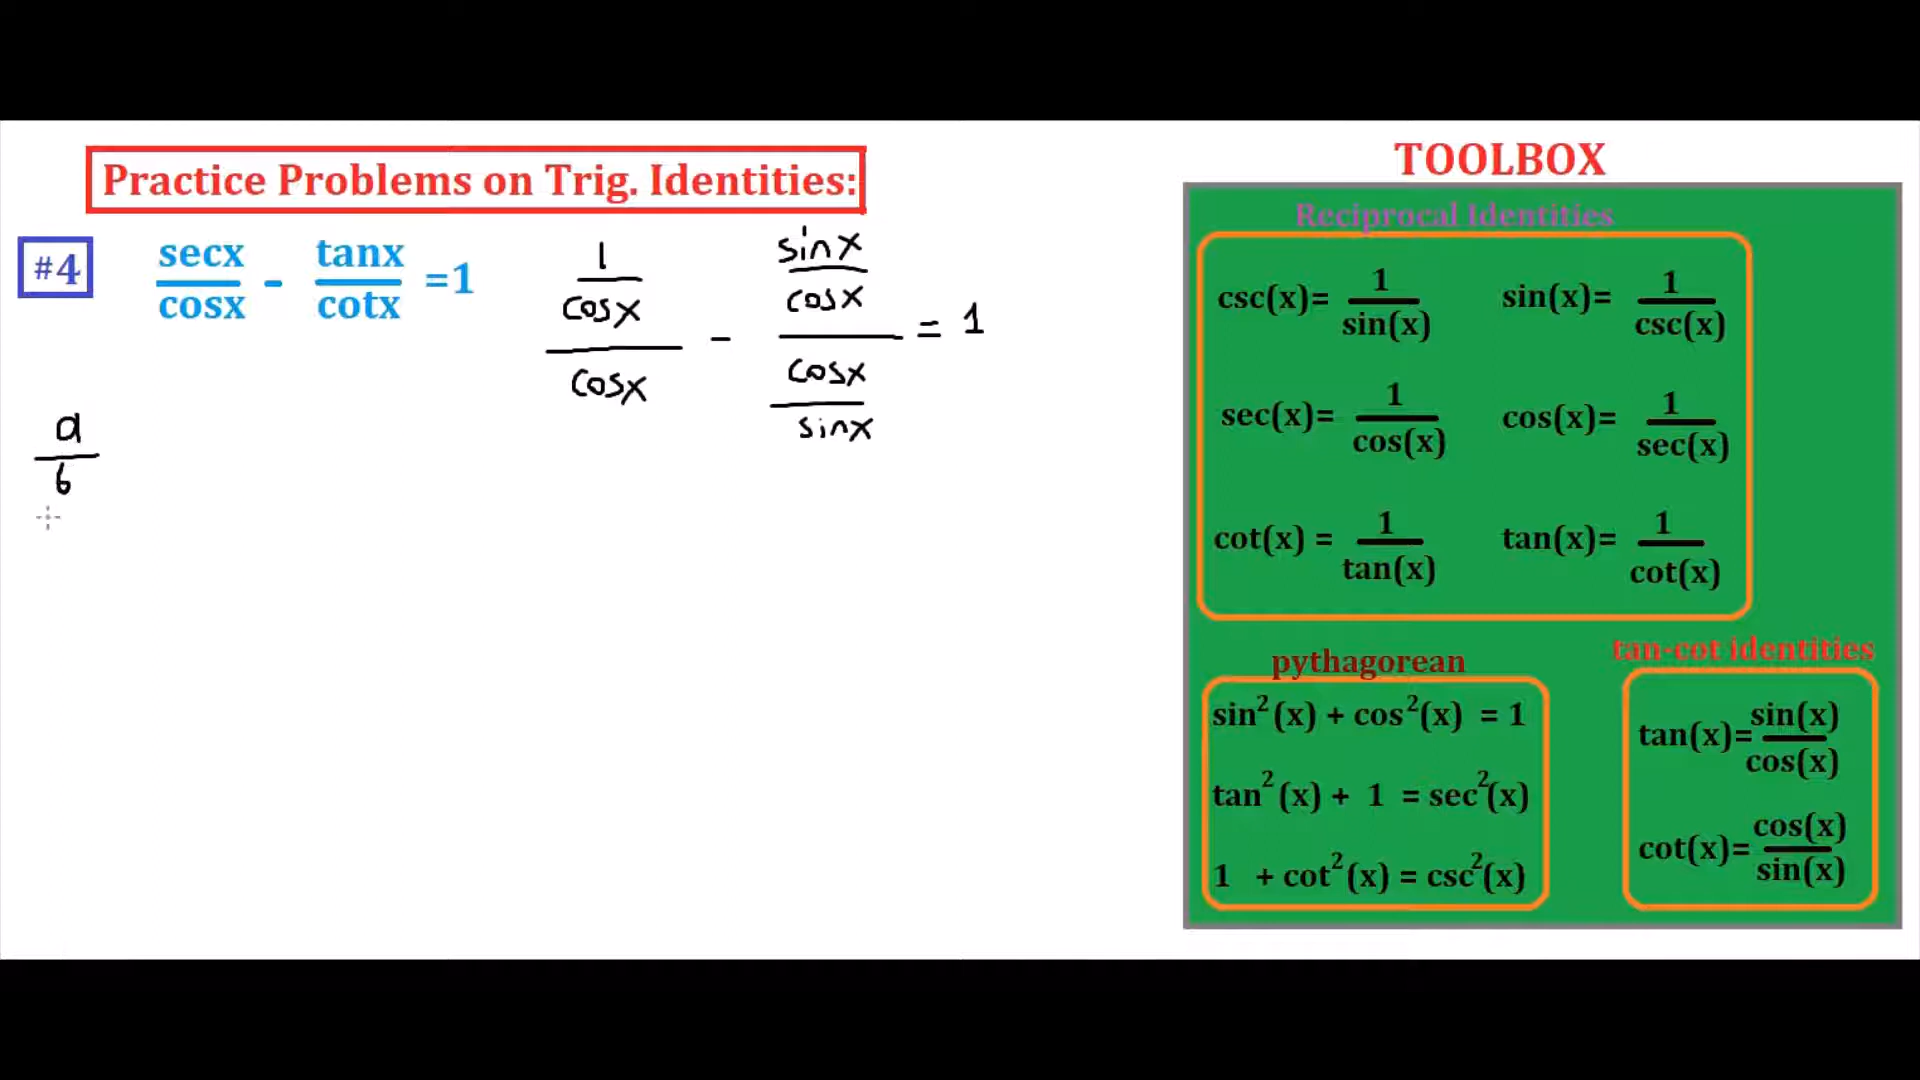 Practice Problems on Trig. Identities:
#4
secx/cosx - tanx/cotx =1
1/cosx / cosx - sinx/cosx / cosx/sinx = 1
a/b
TOOLBOX
Reciprocal Identities
csc(x)= 1/sin(x)
sin(x)= 1/csc(x)
sec(x)= 1/cos(x)
cos(x)= 1/sec(x)
cot(x) = 1/tan(x)
tan(x)= 1/cot(x)
pythagorean
sin²(x) + cos²(x) = 1
tan²(x) + 1 = sec²(x)
1 + cot²(x) = csc²(x)
tan-cot identities
tan(x)= sin(x)/cos(x)
cot(x)= cos(x)/sin(x)